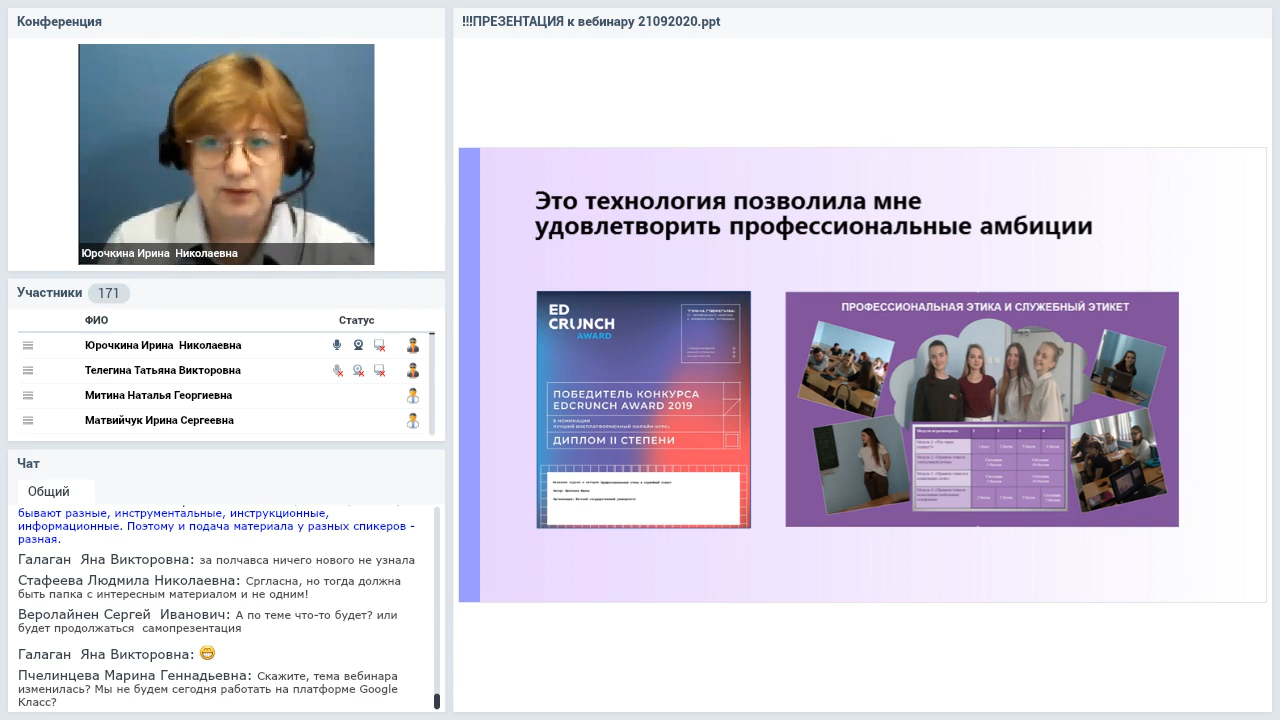 Конференция
Юрочкина Ирина  Николаевна
Участники 171
ФИО Статус
Юрочкина Ирина  Николаевна
Телегина Татьяна Викторовна
Митина Наталья Георгиевна
Матвийчук Ирина Сергеевна
Чат
Общий
бывают разные, инструментальные, инструкционные,
информационные. Поэтому и подача материала у разных спикеров -
разная.
Галаган  Яна Викторовна: за полчавса ничего нового не узнала
Стафеева Людмила Николаевна: Сргласна, но тогда должна
быть папка с интересным материалом и не одним!
Веролайнен Сергей  Иванович: А по теме что-то будет? или
будет продолжаться  самопрезентация
Галаган  Яна Викторовна:
Пчелинцева Марина Геннадьевна: Скажите, тема вебинара
изменилась? Мы не будем сегодня работать на платформе Google
Класс?
!!!ПРЕЗЕНТАЦИЯ к вебинару 21092020.ppt
Это технология позволила мне
удовлетворить профессиональные амбиции
ED
CRUNCH
AWARD
ПОБЕДИТЕЛЬ КОНКУРСА
EDCRUNCH AWARD 2019
В НОМИНАЦИИ
ДИПЛОМ II СТЕПЕНИ
ПРОФЕССИОНАЛЬНАЯ ЭТИКА И СЛУЖЕБНЫЙ ЭТИКЕТ